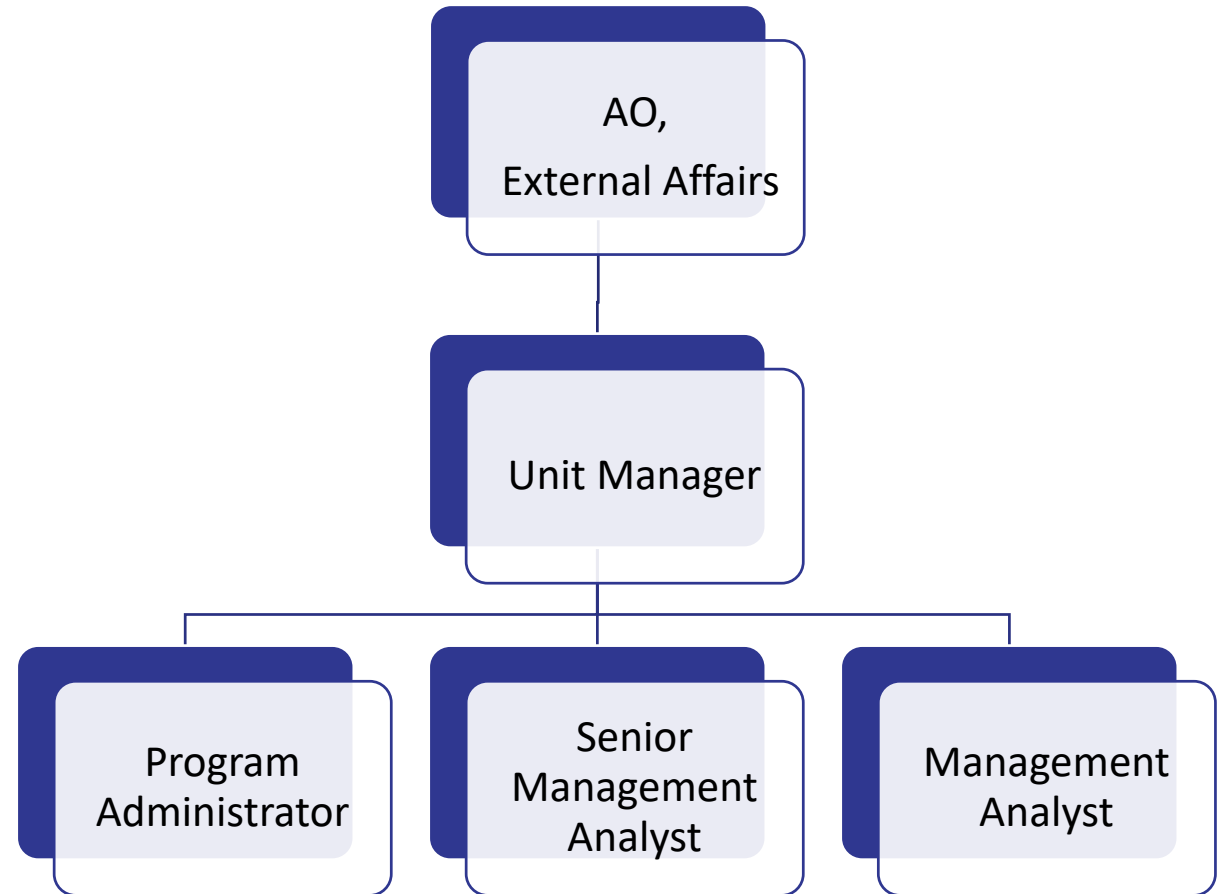 AO,
External Affairs
Unit Manager
Program
Administrator
Senior
Management
Analyst
Management
Analyst